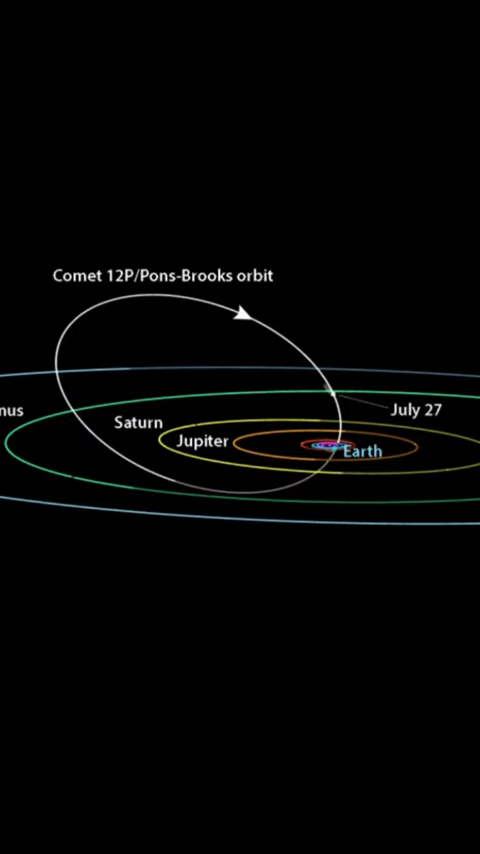 Comet 12P/Pons-Brooks orbit
nus
July 27
Saturn
Jupiter
Earth